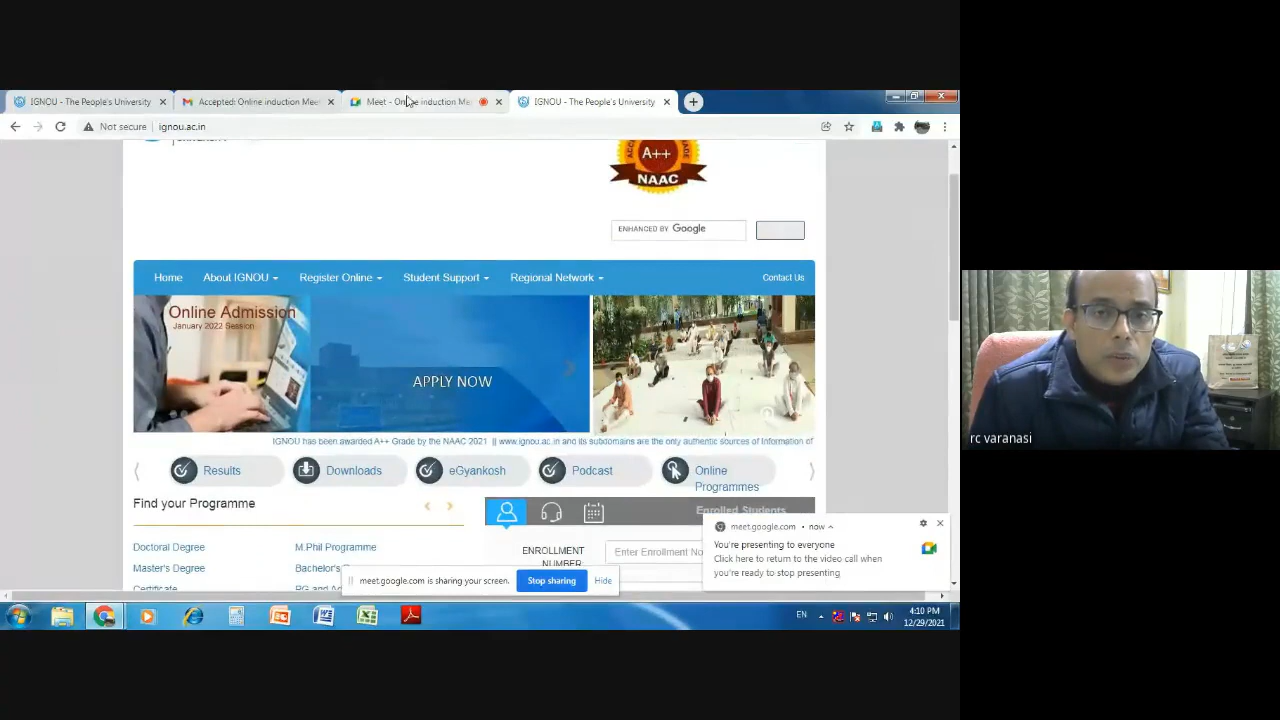 IGNOU - The People's University
Accepted: Online induction Mee
Meet - Online induction Me
IGNOU - The People's University
Not secure | ignou.ac.in
A++
NAAC
ENHANCED BY Google
Home About IGNOU Register Online Student Support Regional Network Contact Us
Online Admission
January 2022 Session
APPLY NOW
IGNOU has been awarded A++ Grade by the NAAC 2021 || www.ignou.ac.in and its subdomains are the only authentic sources of Information of
Results Downloads eGyankosh Podcast Online
Programmes
Find your Programme
Enrolled Students
Doctoral Degree M.Phil Programme
Master's Degree Bachelor's
Certificate PG and
ENROLLMENT
NUMBER:
Enter Enrollment No
meet.google.com • now
You're presenting to everyone
Click here to return to the video call when
you're ready to stop presenting
meet.google.com is sharing your screen. Stop sharing Hide
EN
4:10 PM
12/29/2021
rc varanasi